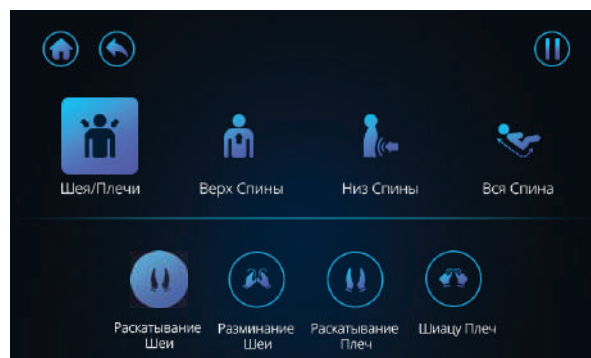 Шея/Плечи Верх Спины Низ Спины Вся Спина
Раскатывание Шеи
Разминание Шеи
Раскатывание Плеч
Шиацу Плеч